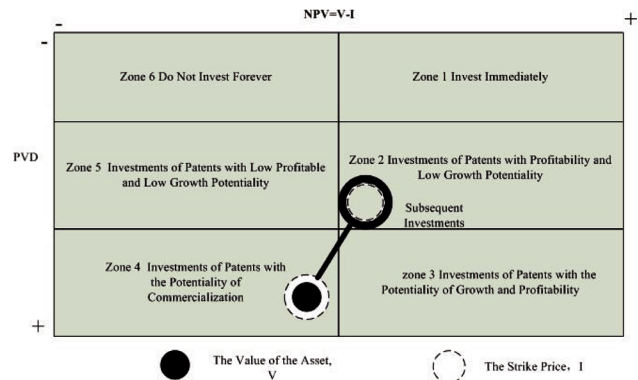 NPV=V-I
-
+
-
Zone 6 Do Not Invest Forever
Zone 1 Invest Immediately
PVD
Zone 5 Investments of Patents with Low Profitable
and Low Growth Potentiality
Zone 2 Investments of Patents with Profitability and
Low Growth Potentiality
Subsequent
Investments
Zone 4 Investments of Patents with
the Potentiality of
Commercialization
zone 3 Investments of Patents with the
Potentiality of Growth and Profitability
+
The Value of the Asset,
V
The Strike Price, I